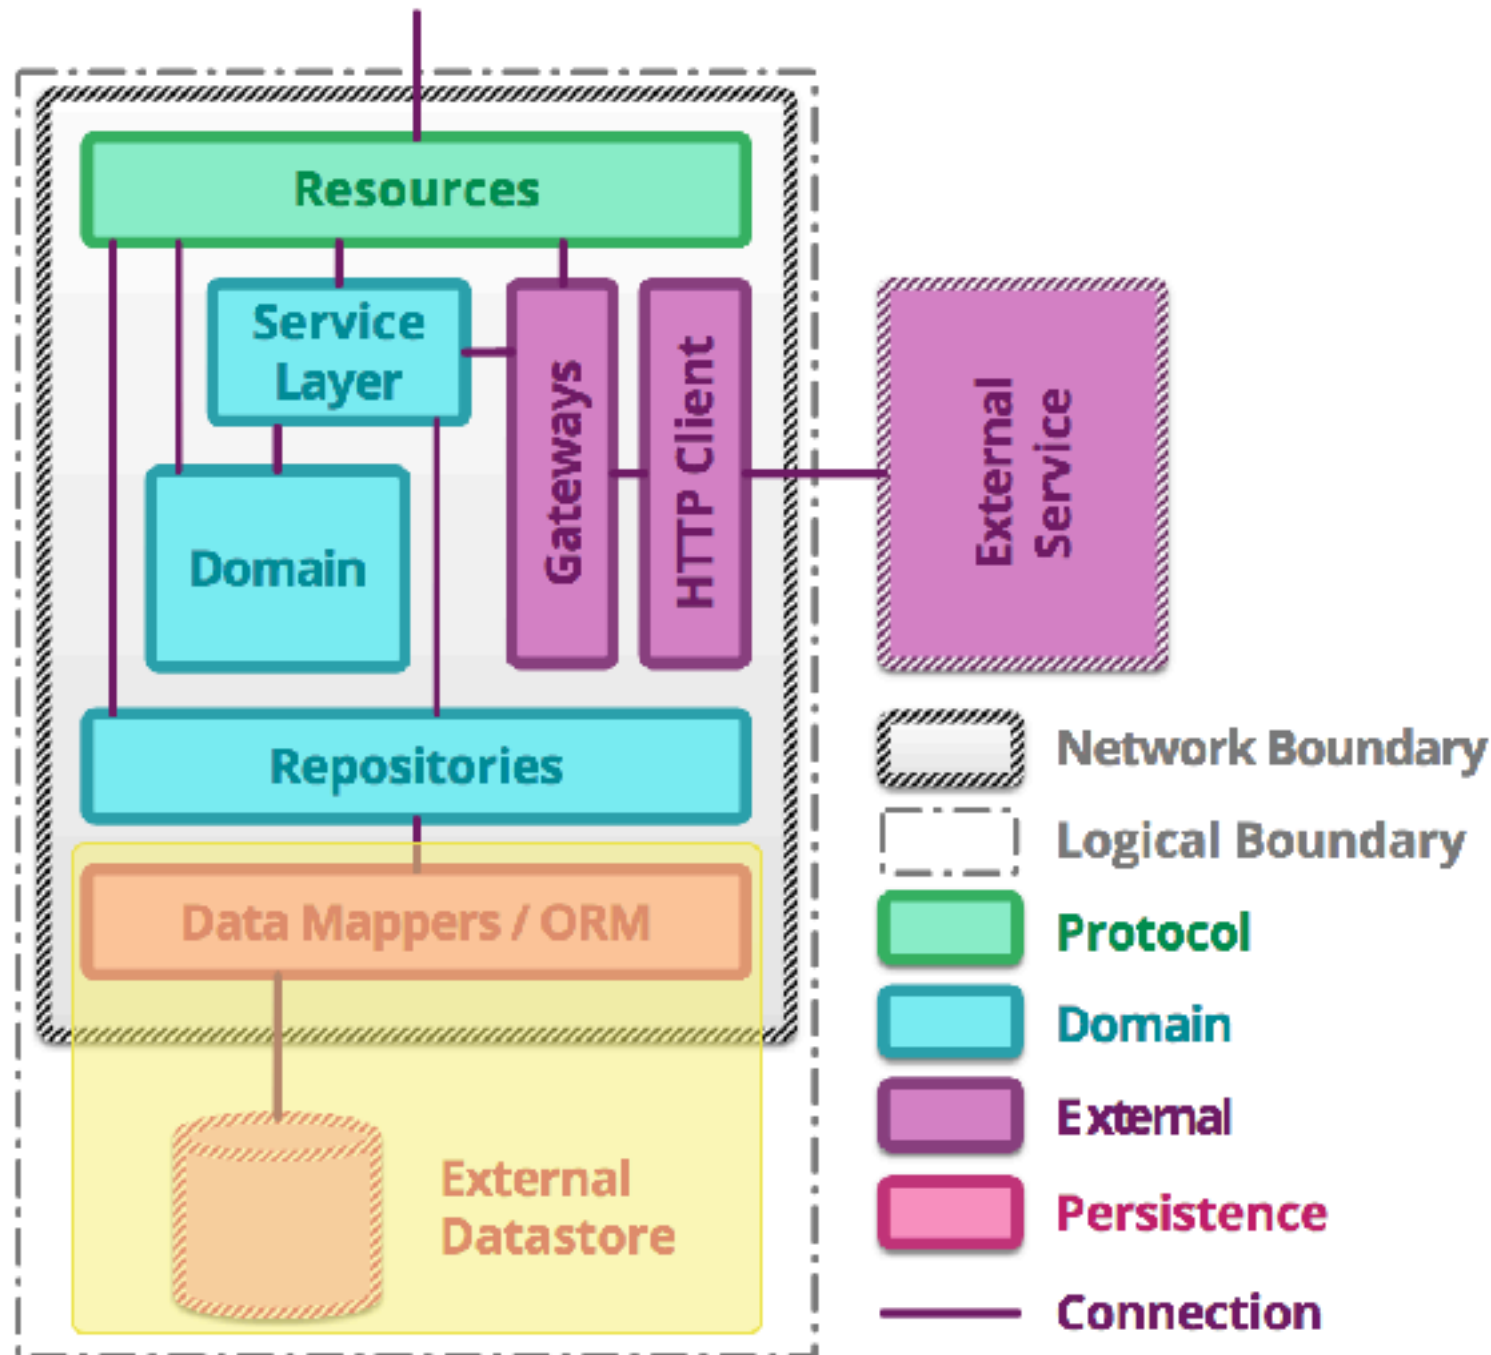 Resources
Service
Layer
Gateways
HTTP Client
External
Service
Domain
Repositories
Data Mappers / ORM
External
Datastore
Network Boundary
Logical Boundary
Protocol
Domain
External
Persistence
Connection